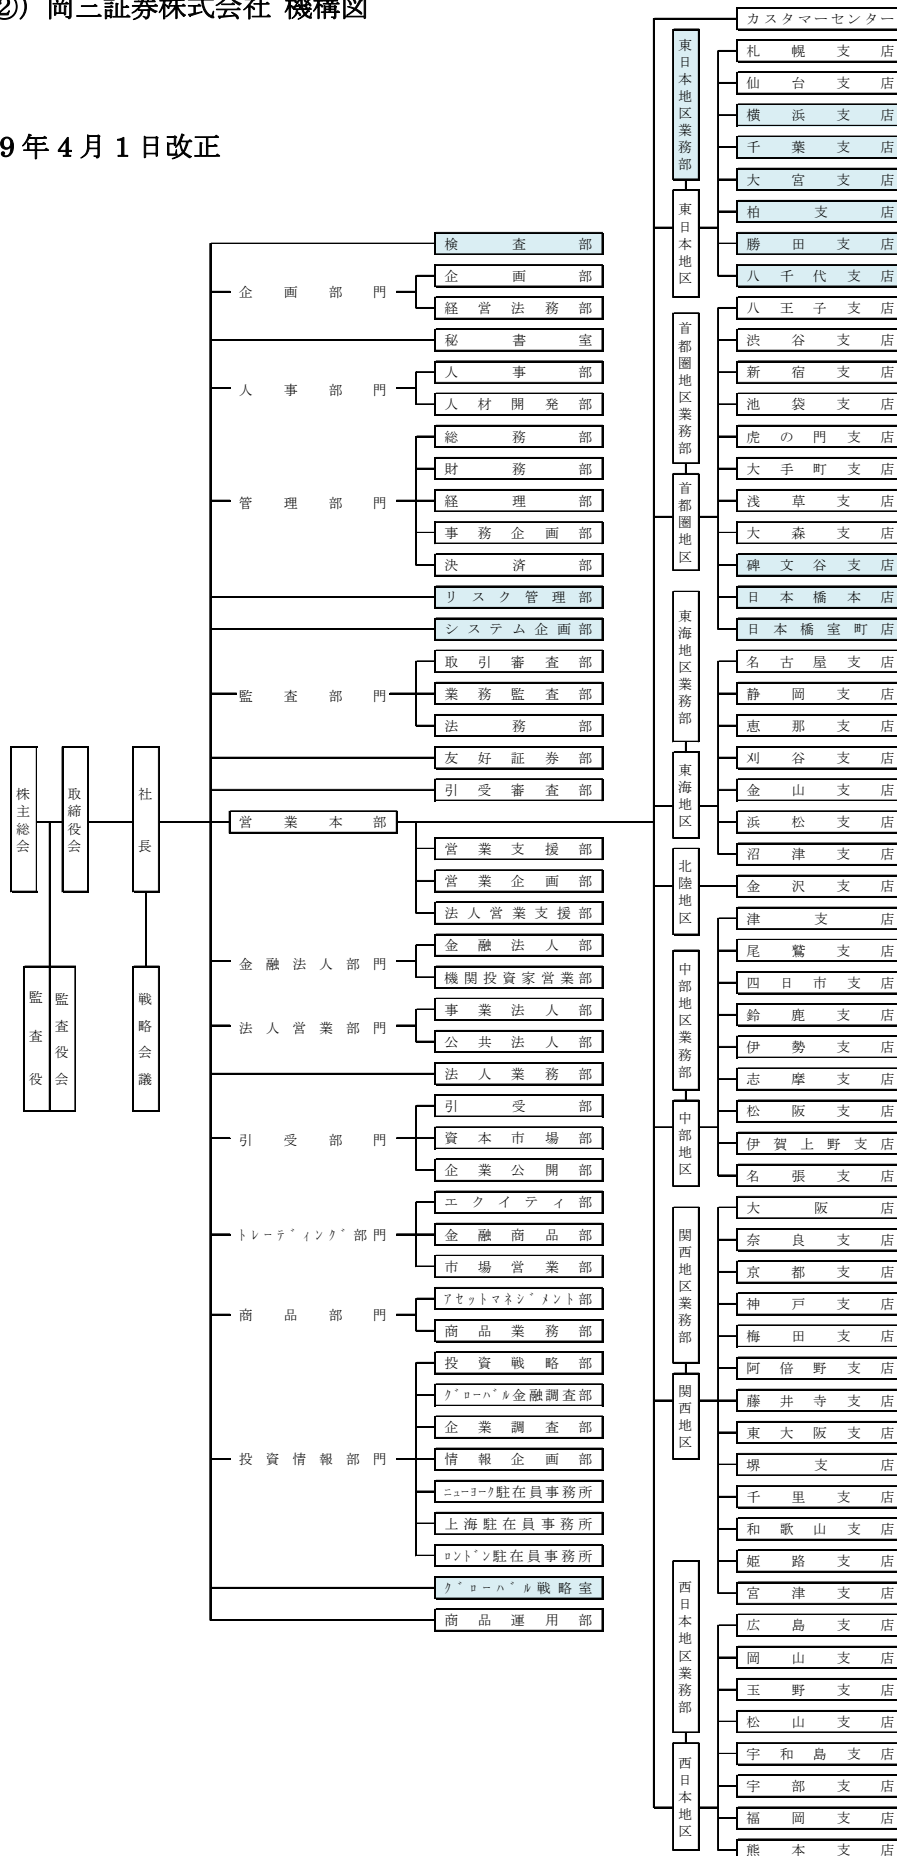 ②）岡三証券株式会社 機構図
9年4月1日改正
株主総会
取締役会
社長
監査役
監査役会
戦略会議
検査部
企画部門
企画部
経営法務部
秘書室
人事部門
人事部
人材開発部
管理部門
総務部
財務部
経理部
事務企画部
決済部
リスク管理部
システム企画部
監査部門
取引審査部
業務監査部
法務部
友好証券部
引受審査部
営業本部
営業支援部
営業企画部
法人営業支援部
金融法人部門
金融法人部
機関投資家営業部
法人営業部門
事業法人部
公共法人部
法人業務部
引受部門
引受部
資本市場部
企業公開部
ﾄﾚｰﾃﾞｨﾝｸﾞ部門
エクイティ部
金融商品部
市場営業部
商品部門
ｱｾｯﾄﾏﾈｼﾞﾒﾝﾄ部
商品業務部
投資情報部門
投資戦略部
ｸﾞﾛｰﾊﾞﾙ金融調査部
企業調査部
情報企画部
ﾆｭｰﾖｰｸ駐在員事務所
上海駐在員事務所
ﾛﾝﾄﾞﾝ駐在員事務所
ｸﾞﾛｰﾊﾞﾙ戦略室
商品運用部
カスタマーセンター
東日本地区業務部
東日本地区
札幌支店
仙台支店
横浜支店
千葉支店
大宮支店
柏支店
勝田支店
八千代支店
首都圏地区業務部
首都圏地区
八王子支店
渋谷支店
新宿支店
池袋支店
虎の門支店
大手町支店
浅草支店
大森支店
碑文谷支店
日本橋本店
日本橋室町店
東海地区業務部
東海地区
名古屋支店
静岡支店
恵那支店
刈谷支店
金山支店
浜松支店
沼津支店
北陸地区
金沢支店
中部地区業務部
中部地区
津支店
尾鷲支店
四日市支店
鈴鹿支店
伊勢支店
志摩支店
松阪支店
伊賀上野支店
名張支店
関西地区業務部
関西地区
大阪店
奈良支店
京都支店
神戸支店
梅田支店
阿倍野支店
藤井寺支店
東大阪支店
堺支店
千里支店
和歌山支店
姫路支店
宮津支店
西日本地区業務部
西日本地区
広島支店
岡山支店
玉野支店
松山支店
宇和島支店
宇部支店
福岡支店
熊本支店